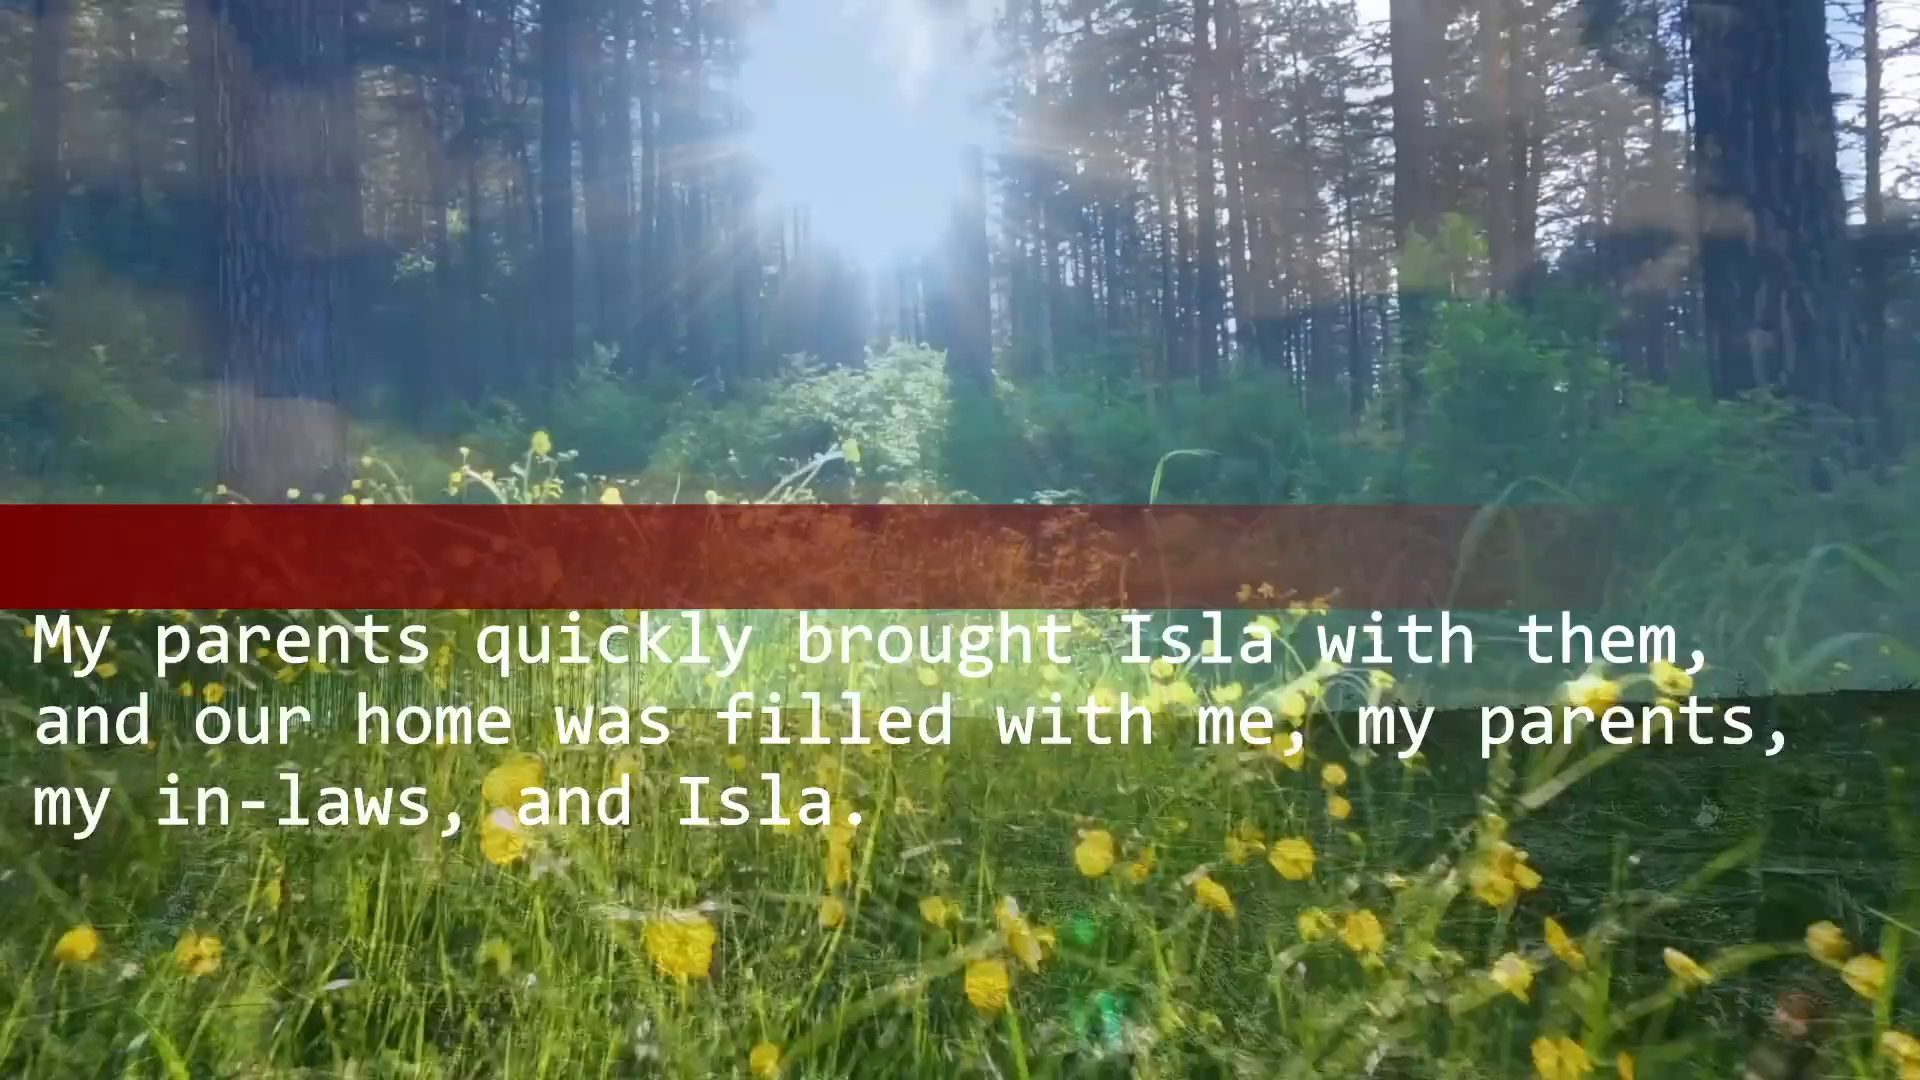 My parents quickly brought Isla with them,
and our home was filled with me, my parents,
my in-laws, and Isla.